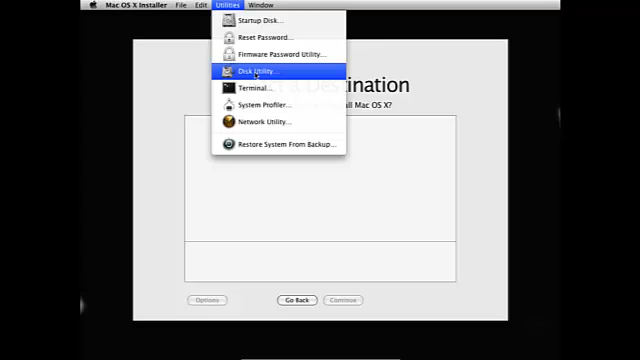 Mac OS X Installer File Edit Utilities Window
Startup Disk...
Reset Password...
Firmware Password Utility...
Disk Utility...
Terminal...
System Profiler...
Network Utility...
Restore System From Backup...
Destination
all Mac OS X?
Options Go Back Continue